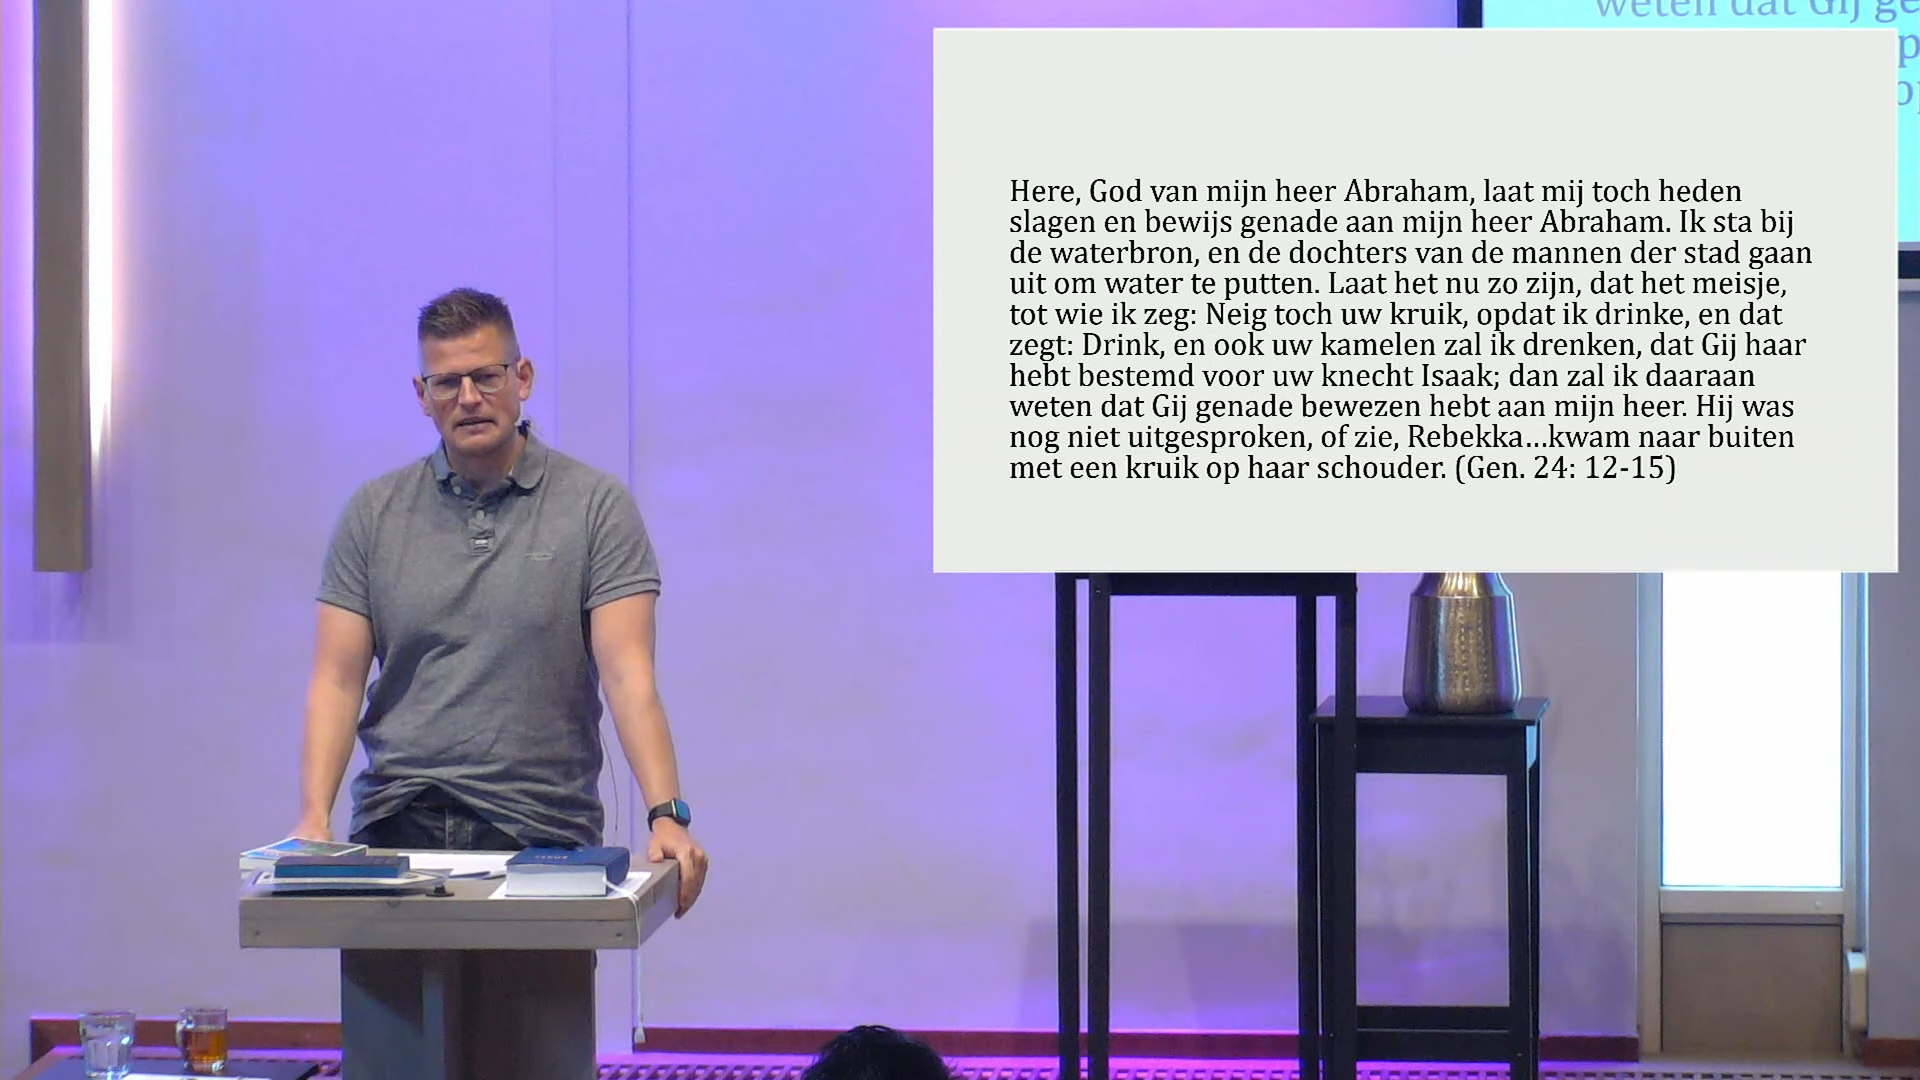 weten dat Gij ge
Here, God van mijn heer Abraham, laat mij toch heden
slagen en bewijs genade aan mijn heer Abraham. Ik sta bij
de waterbron, en de dochters van de mannen der stad gaan
uit om water te putten. Laat het nu zo zijn, dat het meisje,
tot wie ik zeg: Neig toch uw kruik, opdat ik drinke, en dat
zegt: Drink, en ook uw kamelen zal ik drenken, dat Gij haar
hebt bestemd voor uw knecht Isaak; dan zal ik daaraan
weten dat Gij genade bewezen hebt aan mijn heer. Hij was
nog niet uitgesproken, of zie, Rebekka...kwam naar buiten
met een kruik op haar schouder. (Gen. 24: 12-15)